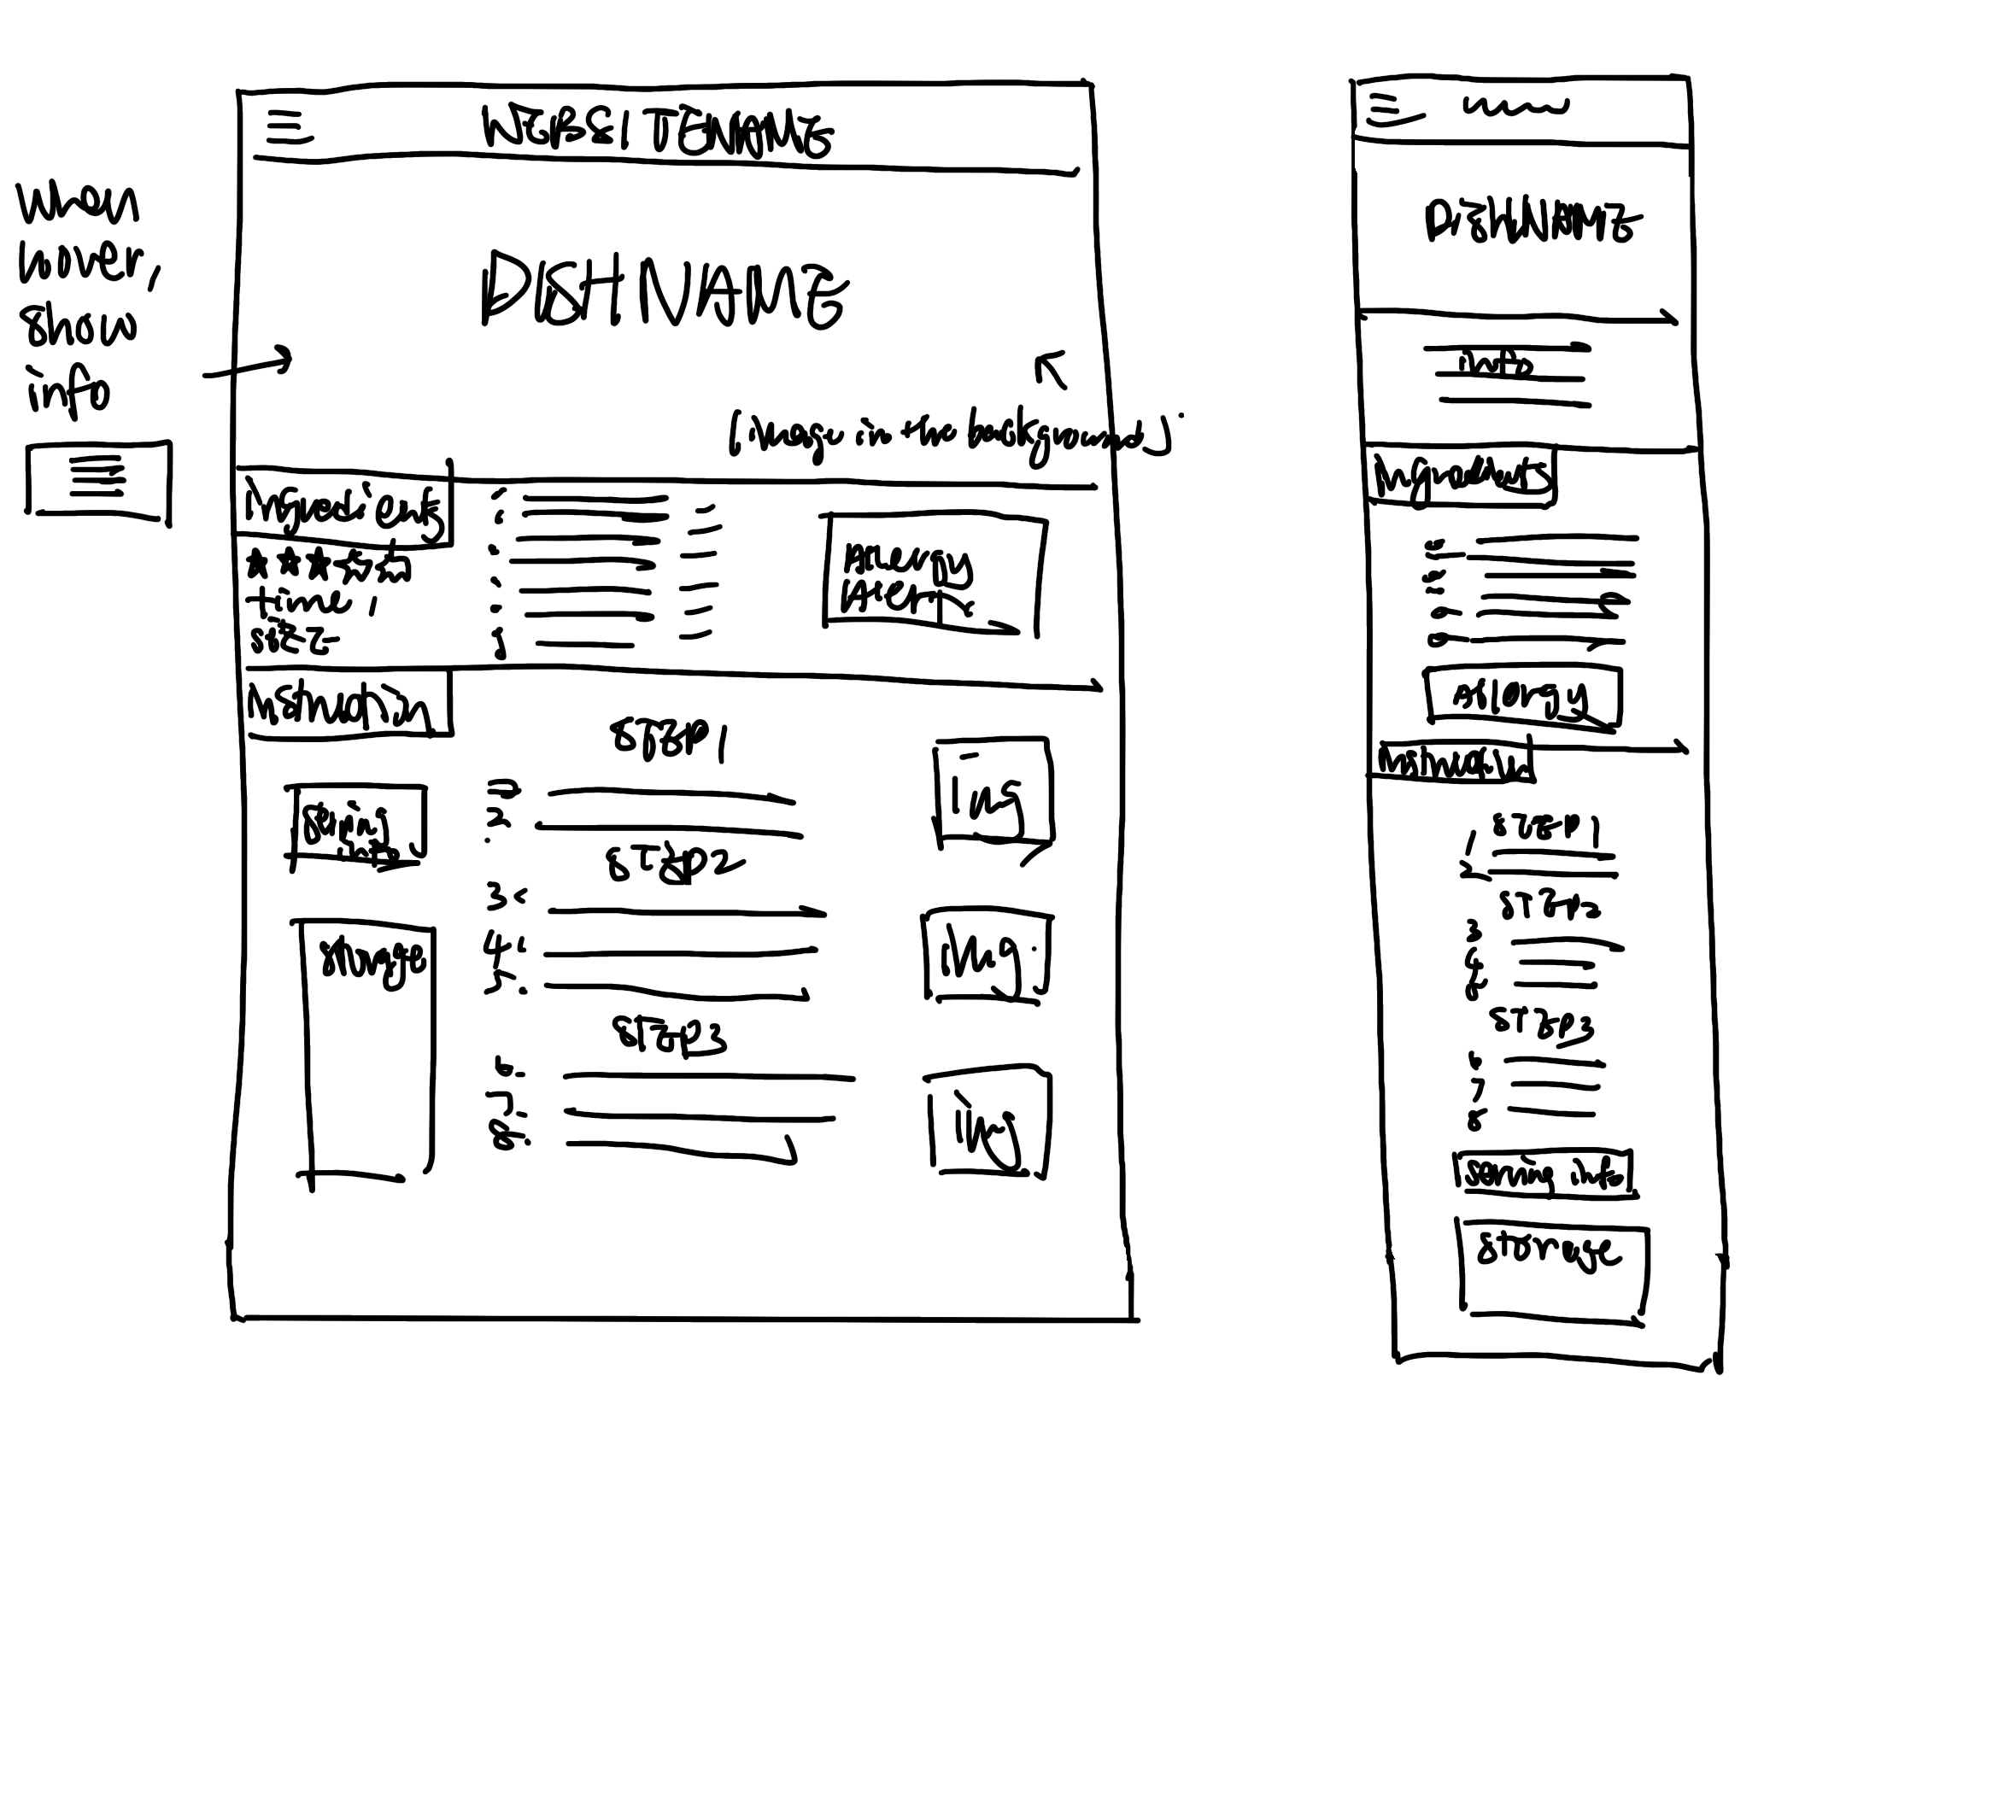 WEBSITENAME
when
hover,
show
info
DISHNAME
(image in the background)
Ingredients
time
size
Allergy
Alert
Instruction
STEP1
1.
2.
STEP2
3.
4.
5.
STEP3
6.
7.
8.
img
img
img
Serving
info
storage
DISHNAME
info
Ingredients
Allergy
Instruction
STEP1
1.
2.
STEP2
3
4
5
STEP3
6
7
8
serving info
storage